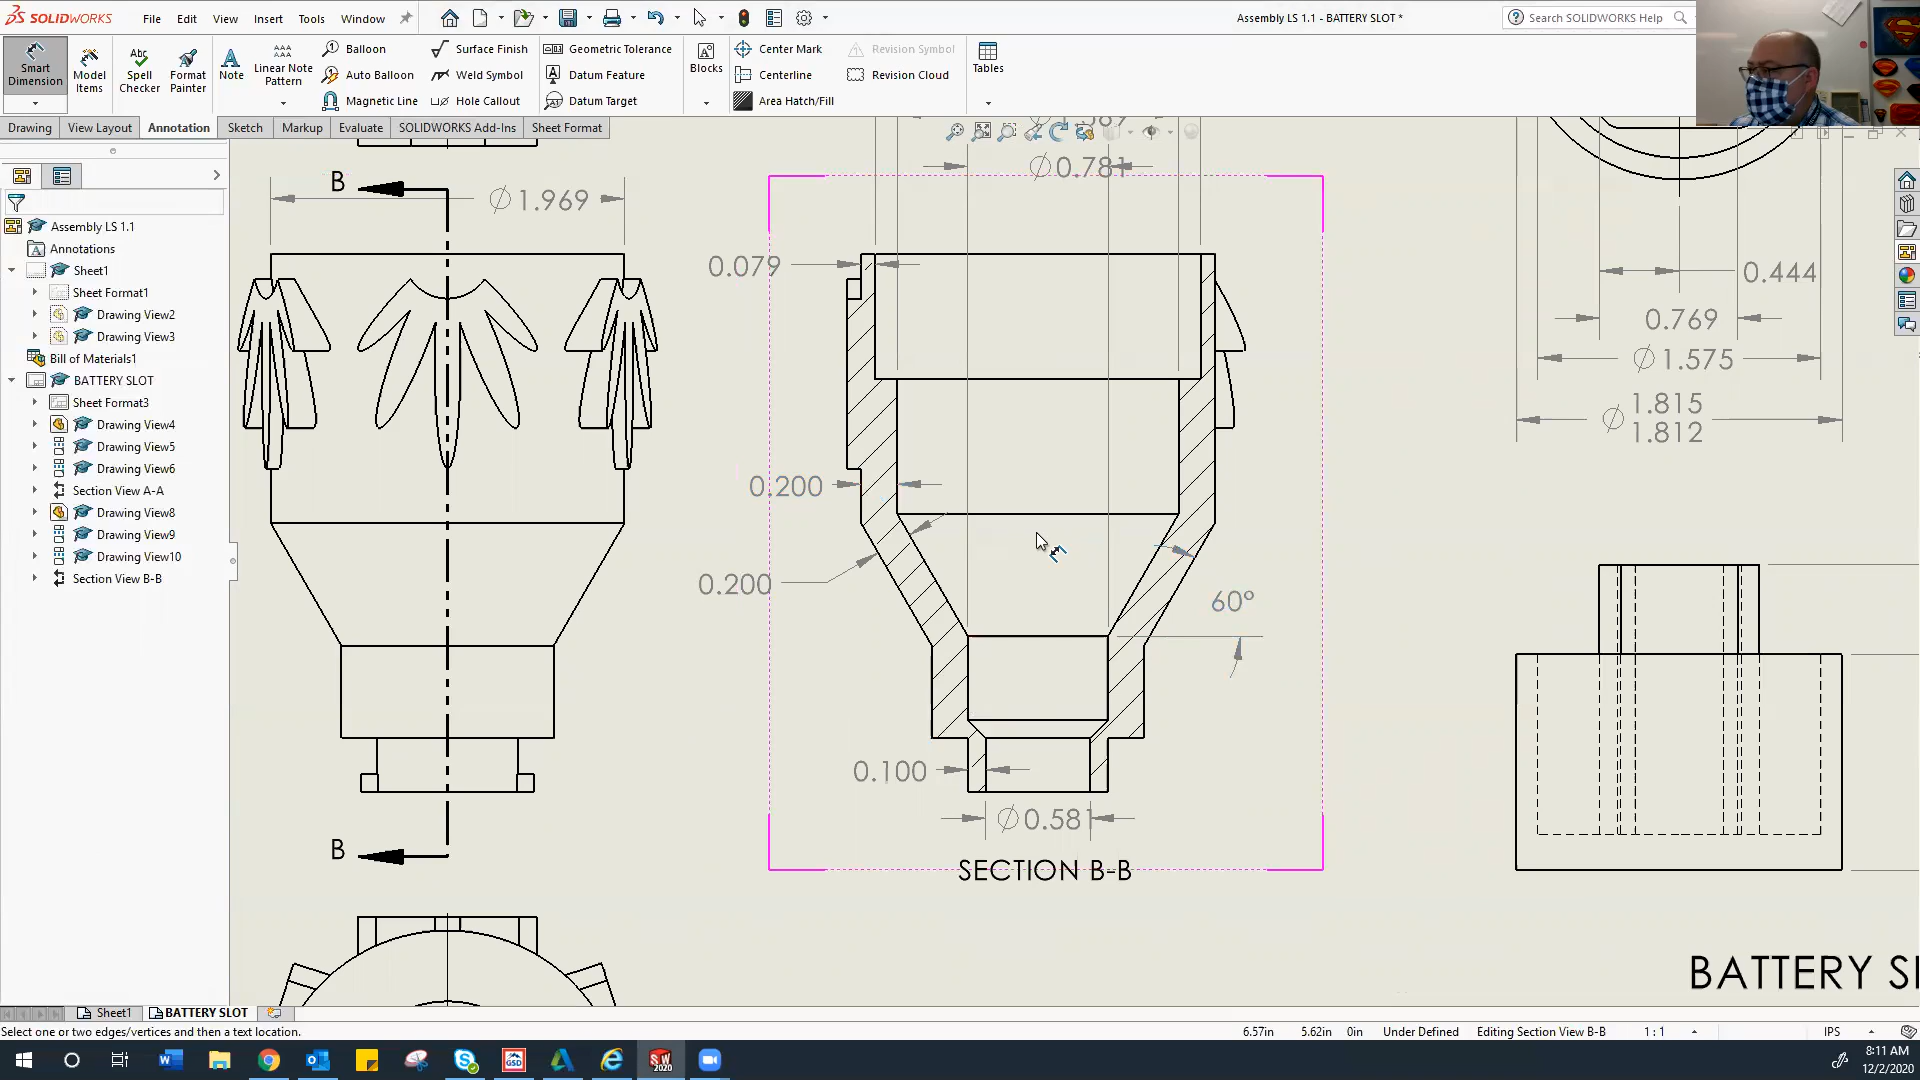 SOLIDWORKS File Edit View Insert Tools Window
Assembly LS 1.1 - BATTERY SLOT *
Search SOLIDWORKS Help
Smart Dimension
Model Items
Spell Checker
Format Painter
Note
Linear Note Pattern
Balloon
Auto Balloon
Magnetic Line
Surface Finish
Weld Symbol
Hole Callout
Geometric Tolerance
Datum Feature
Datum Target
Blocks
Center Mark
Centerline
Area Hatch/Fill
Revision Symbol
Revision Cloud
Tables
Drawing View Layout Annotation Sketch Markup Evaluate SOLIDWORKS Add-Ins Sheet Format
Assembly LS 1.1
Annotations
Sheet1
Sheet Format1
Drawing View2
Drawing View3
Bill of Materials1
BATTERY SLOT
Sheet Format3
Drawing View4
Drawing View5
Drawing View6
Section View A-A
Drawing View8
Drawing View9
Drawing View10
Section View B-B
B
∅ 1.969
B
∅0.781
0.079
0.200
0.200
60°
0.100
∅0.581
SECTION B-B
0.444
0.769
∅ 1.575
∅ 1.815
1.812
BATTERY
Sheet1 BATTERY SLOT
Select one or two edges/vertices and then a text location.
6.57in 5.62in 0in Under Defined Editing Section View B-B 1 : 1 IPS
SW 2020
GSD
8:11 AM
12/2/2020